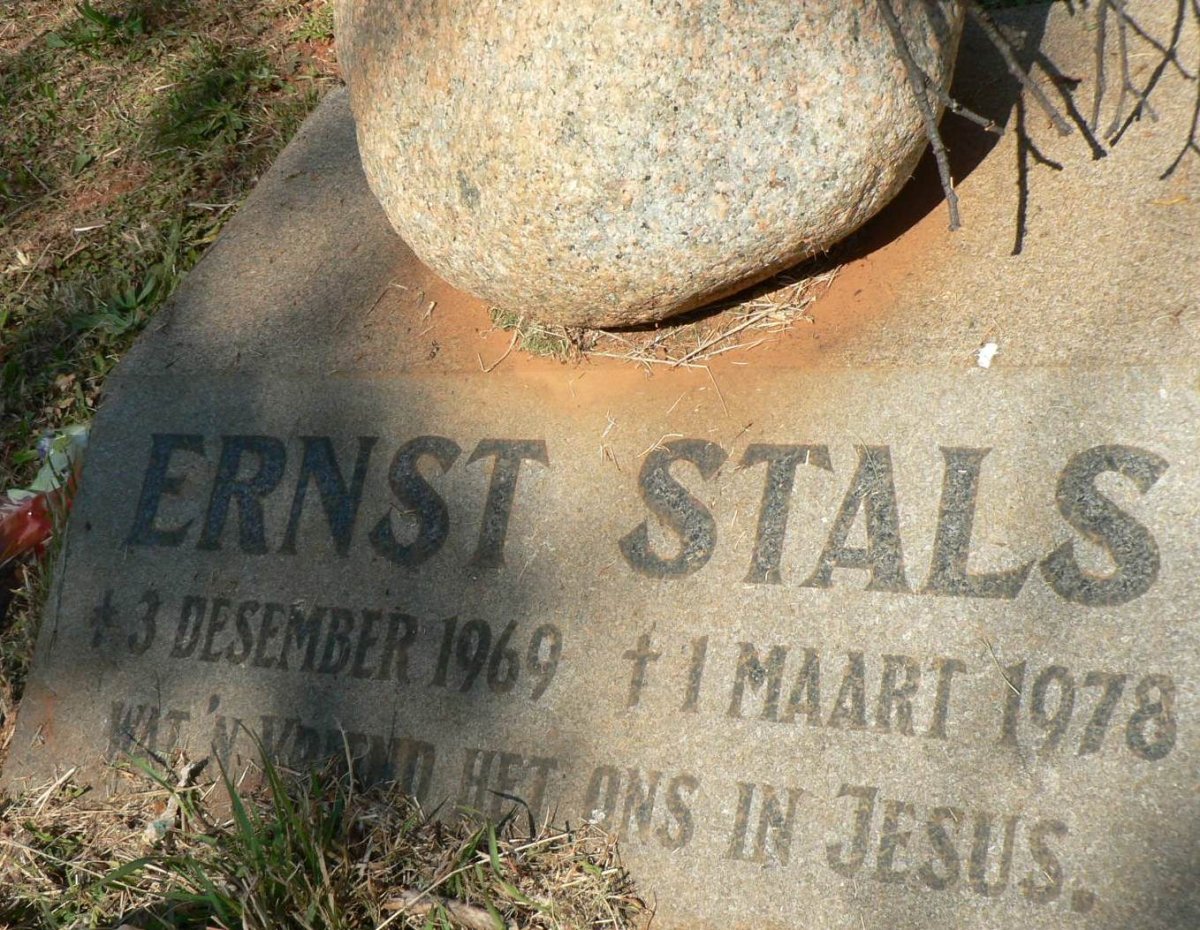 ERNST STALS
✝ 3 DESEMBER 1969 ✝ 1 MAART 1978
WAT 'N VRIEND HET ONS IN JESUS.